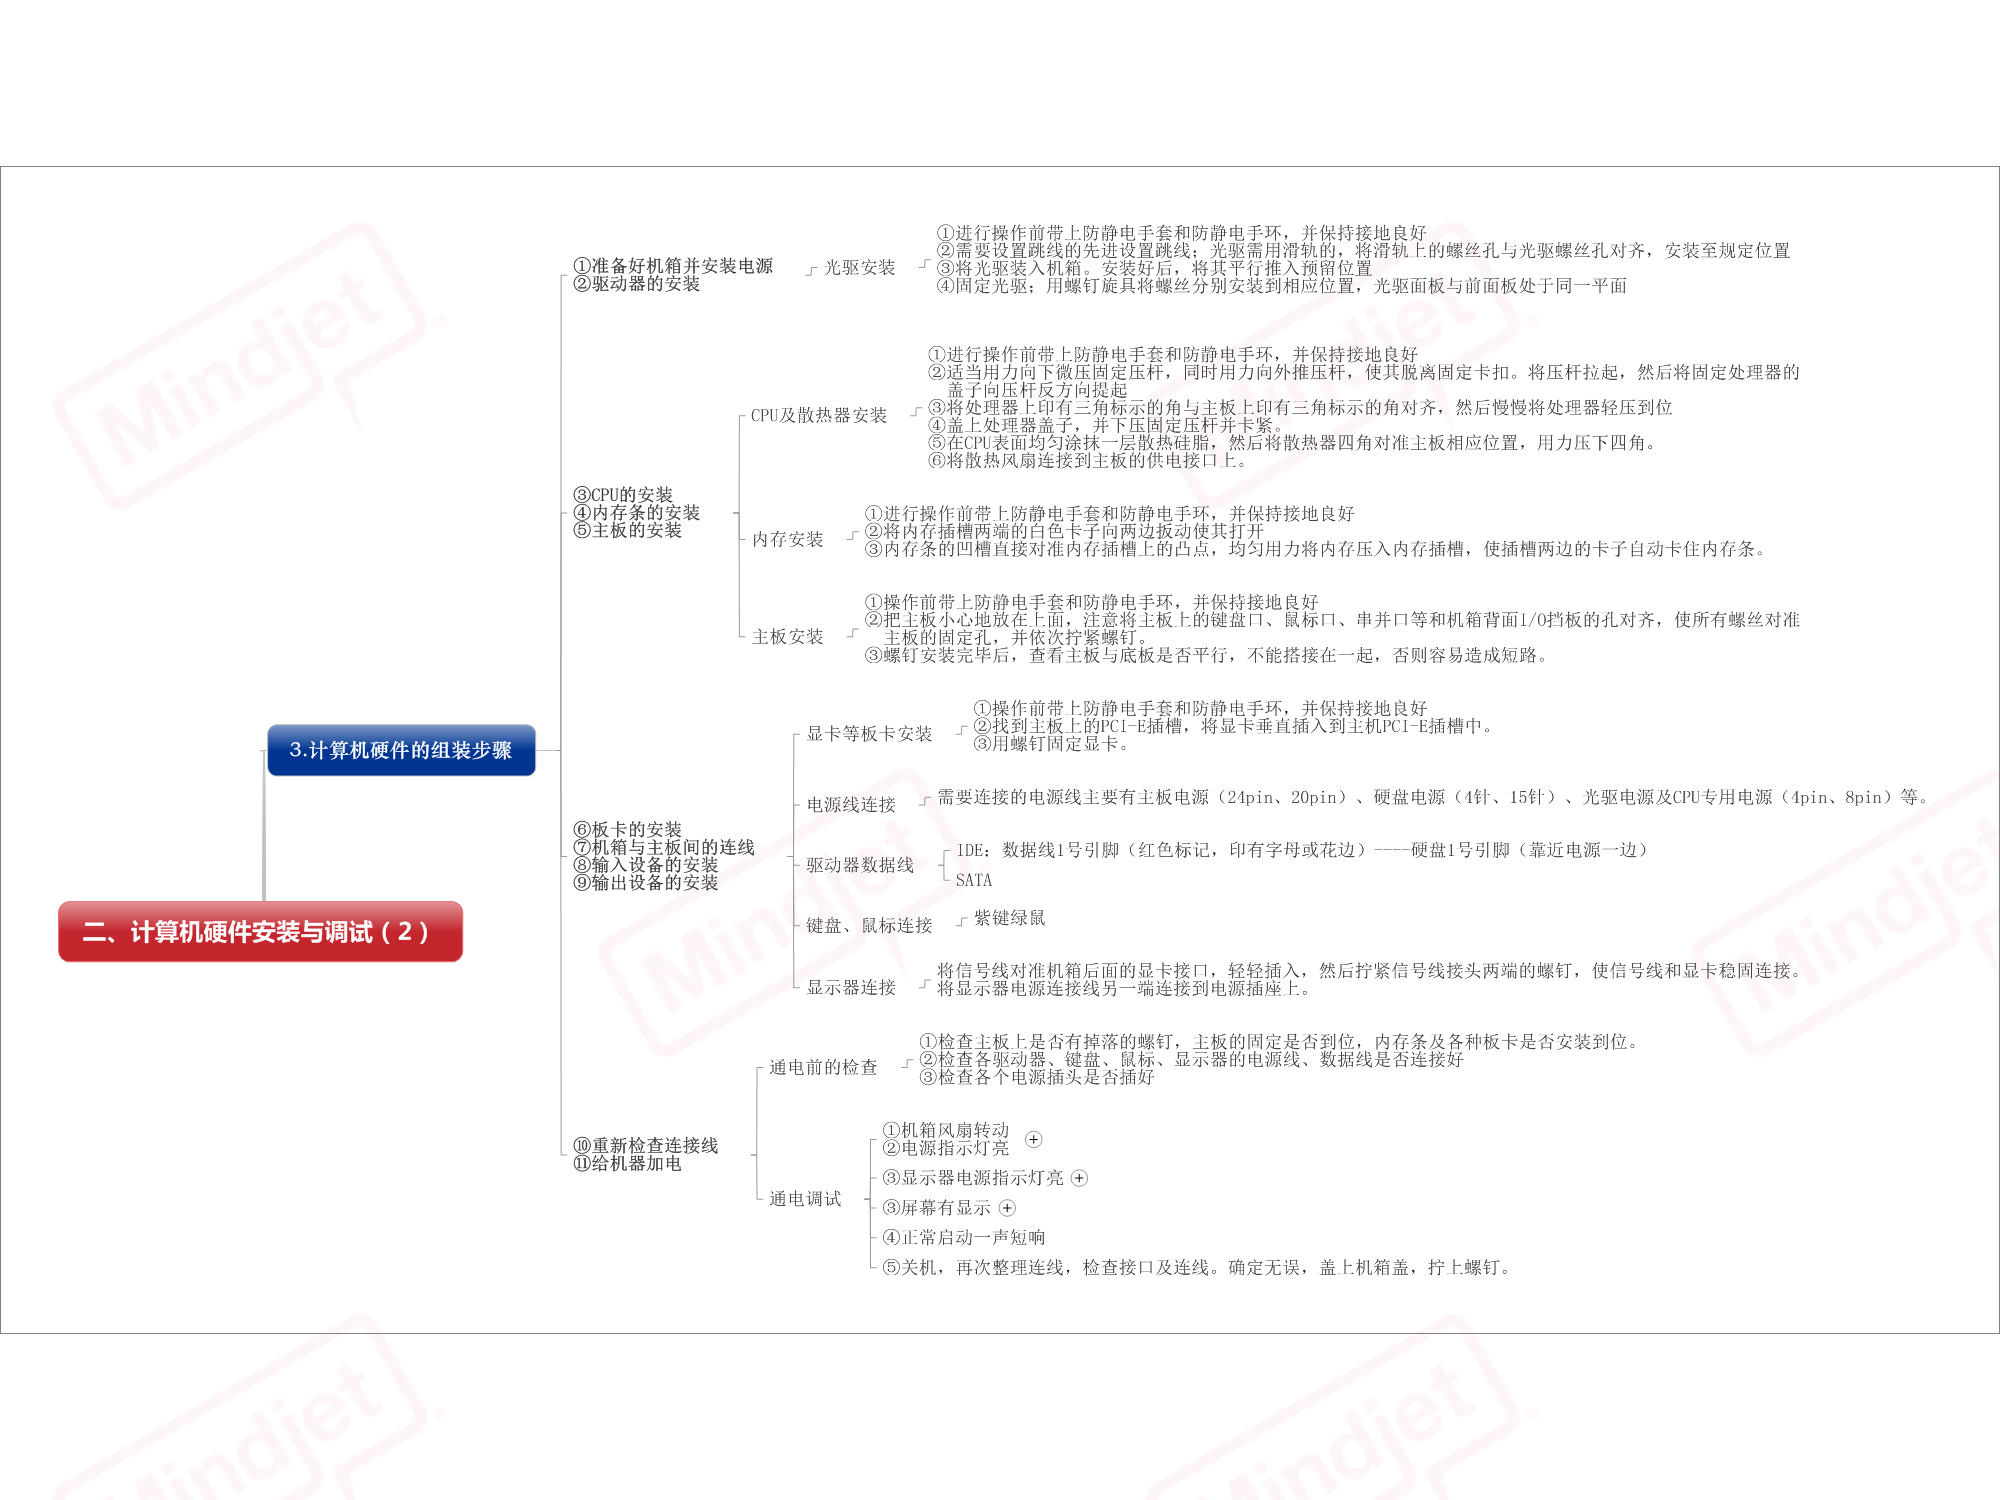 二、计算机硬件安装与调试（2）
3.计算机硬件的组装步骤
①准备好机箱并安装电源
②驱动器的安装
光驱安装
①进行操作前带上防静电手套和防静电手环，并保持接地良好
②需要设置跳线的先进设置跳线；光驱需用滑轨的，将滑轨上的螺丝孔与光驱螺丝孔对齐，安装至规定位置
③将光驱装入机箱。安装好后，将其平行推入预留位置
④固定光驱；用螺钉旋具将螺丝分别安装到相应位置，光驱面板与前面板处于同一平面
③CPU的安装
④内存条的安装
⑤主板的安装
CPU及散热器安装
①进行操作前带上防静电手套和防静电手环，并保持接地良好
②适当用力向下微压固定压杆，同时用力向外推压杆，使其脱离固定卡扣。将压杆拉起，然后将固定处理器的
盖子向压杆反方向提起
③将处理器上印有三角标示的角与主板上印有三角标示的角对齐，然后慢慢将处理器轻压到位
④盖上处理器盖子，并下压固定压杆并卡紧。
⑤在CPU表面均匀涂抹一层散热硅脂，然后将散热器四角对准主板相应位置，用力压下四角。
⑥将散热风扇连接到主板的供电接口上。
内存安装
①进行操作前带上防静电手套和防静电手环，并保持接地良好
②将内存插槽两端的白色卡子向两边扳动使其打开
③内存条的凹槽直接对准内存插槽上的凸点，均匀用力将内存压入内存插槽，使插槽两边的卡子自动卡住内存条。
主板安装
①操作前带上防静电手套和防静电手环，并保持接地良好
②把主板小心地放在上面，注意将主板上的键盘口、鼠标口、串并口等和机箱背面I/O挡板的孔对齐，使所有螺丝对准
主板的固定孔，并依次拧紧螺钉。
③螺钉安装完毕后，查看主板与底板是否平行，不能搭接在一起，否则容易造成短路。
⑥板卡的安装
⑦机箱与主板间的连线
⑧输入设备的安装
⑨输出设备的安装
显卡等板卡安装
①操作前带上防静电手套和防静电手环，并保持接地良好
②找到主板上的PCI-E插槽，将显卡垂直插入到主机PCI-E插槽中。
③用螺钉固定显卡。
电源线连接
需要连接的电源线主要有主板电源（24pin、20pin）、硬盘电源（4针、15针）、光驱电源及CPU专用电源（4pin、8pin）等。
驱动器数据线
IDE：数据线1号引脚（红色标记，印有字母或花边）----硬盘1号引脚（靠近电源一边）
SATA
键盘、鼠标连接
紫键绿鼠
显示器连接
将信号线对准机箱后面的显卡接口，轻轻插入，然后拧紧信号线接头两端的螺钉，使信号线和显卡稳固连接。
将显示器电源连接线另一端连接到电源插座上。
⑩重新检查连接线
⑪给机器加电
通电前的检查
①检查主板上是否有掉落的螺钉，主板的固定是否到位，内存条及各种板卡是否安装到位。
②检查各驱动器、键盘、鼠标、显示器的电源线、数据线是否连接好
③检查各个电源插头是否插好
通电调试
①机箱风扇转动
②电源指示灯亮
③显示器电源指示灯亮
③屏幕有显示
④正常启动一声短响
⑤关机，再次整理连线，检查接口及连线。确定无误，盖上机箱盖，拧上螺钉。
Mindjet
Mindjet
Mindjet
Mindjet
Mindjet
Mindjet